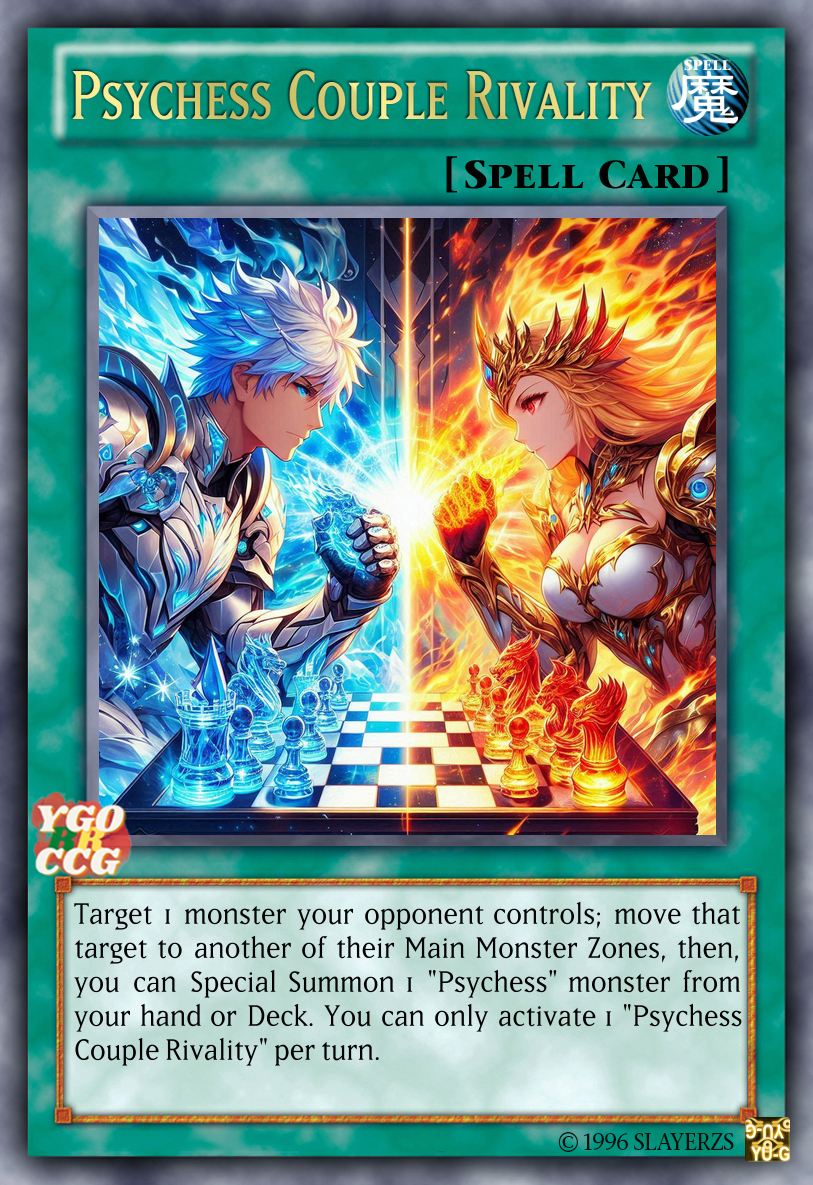 PSYCHESS COUPLE RIVALITY
SPELL
魔
[SPELL CARD]
YGO
BR
CCG
Target 1 monster your opponent controls; move that
target to another of their Main Monster Zones, then,
you can Special Summon 1 "Psychess" monster from
your hand or Deck. You can only activate 1 "Psychess
Couple Rivality" per turn.
© 1996 SLAYERZS